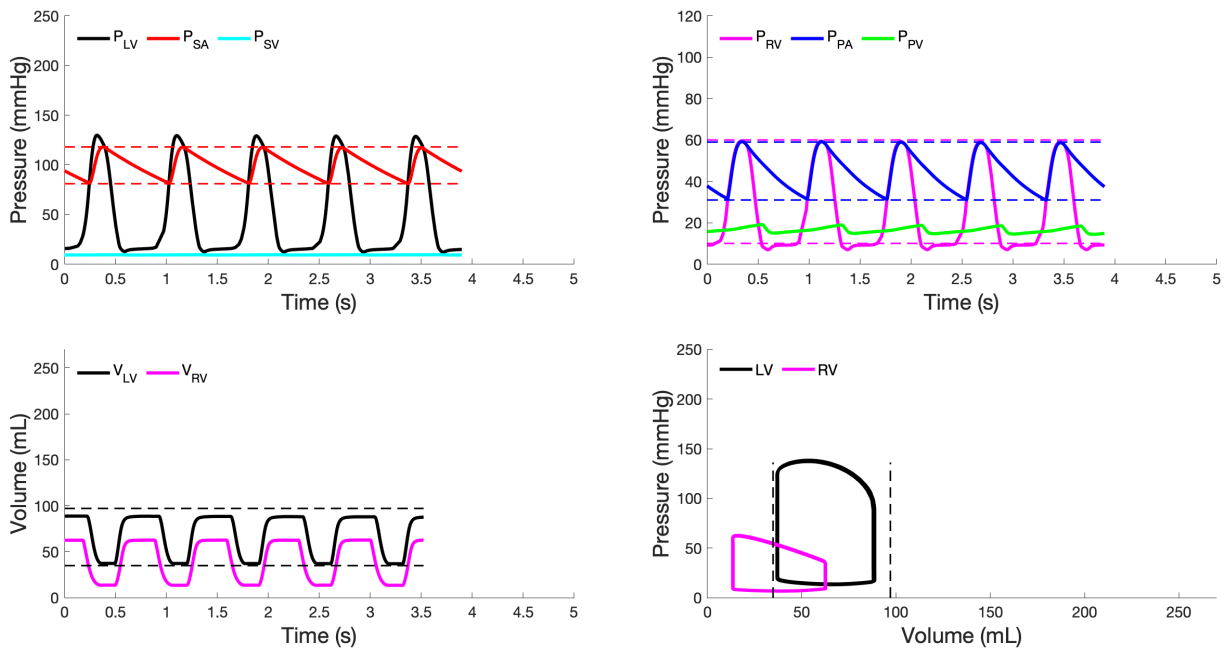 Pressure (mmHg)
250
200
150
100
50
0
P_LV P_SA P_SV
0 0.5 1 1.5 2 2.5 3 3.5 4 4.5 5
Time (s)
Pressure (mmHg)
120
100
80
60
40
20
0
P_RV P_PA P_PV
0 0.5 1 1.5 2 2.5 3 3.5 4 4.5 5
Time (s)
Volume (mL)
250
200
150
100
50
0
V_LV V_RV
0 0.5 1 1.5 2 2.5 3 3.5 4 4.5 5
Time (s)
Pressure (mmHg)
250
200
150
100
50
0
LV RV
0 50 100 150 200 250
Volume (mL)